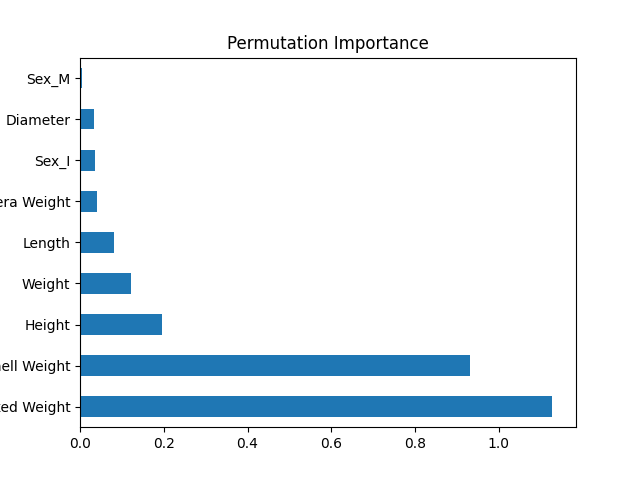 Permutation Importance
Sex_M
Diameter
Sex_I
era Weight
Length
Weight
Height
ell Weight
ed Weight
0.0 0.2 0.4 0.6 0.8 1.0